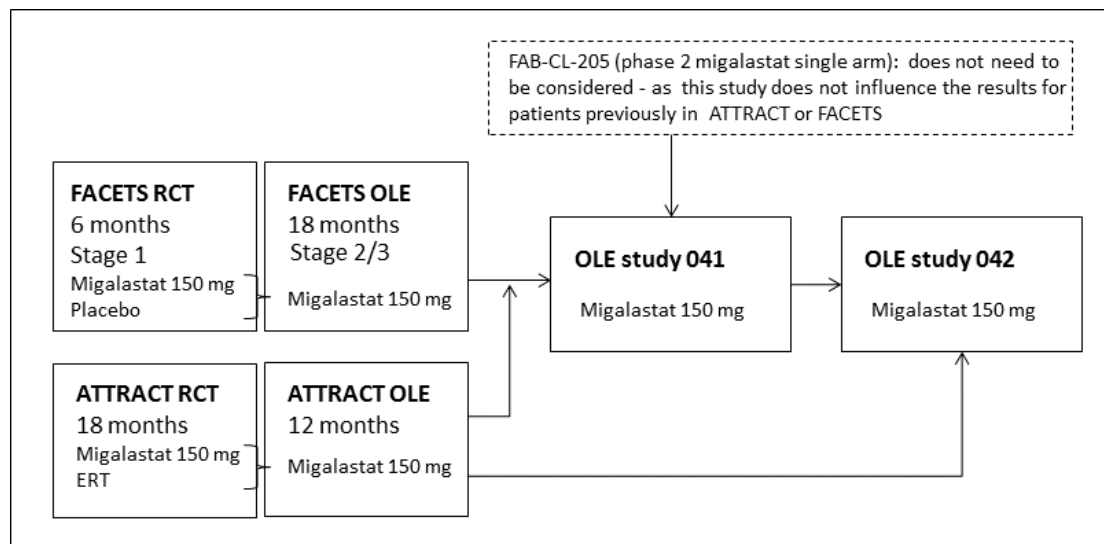 FAB-CL-205 (phase 2 migalastat single arm): does not need to
be considered - as this study does not influence the results for
patients previously in ATTRACT or FACETS
FACETS RCT
6 months
Stage 1
Migalastat 150 mg
Placebo
FACETS OLE
18 months
Stage 2/3
Migalastat 150 mg
OLE study 041
Migalastat 150 mg
OLE study 042
Migalastat 150 mg
ATTRACT RCT
18 months
Migalastat 150 mg
ERT
ATTRACT OLE
12 months
Migalastat 150 mg